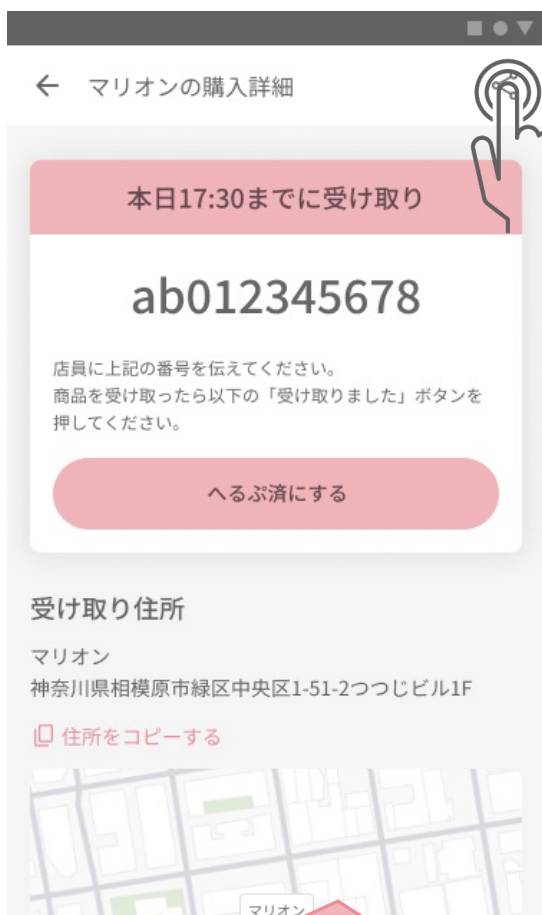 マリオンの購入詳細
本日17:30までに受け取り
ab012345678
店員に上記の番号を伝えてください。
商品を受け取ったら以下の「受け取りました」ボタンを
押してください。
へるぷ済にする
受け取り住所
マリオン
神奈川県相模原市緑区中央区1-51-2つつじビル1F
住所をコピーする
マリオン